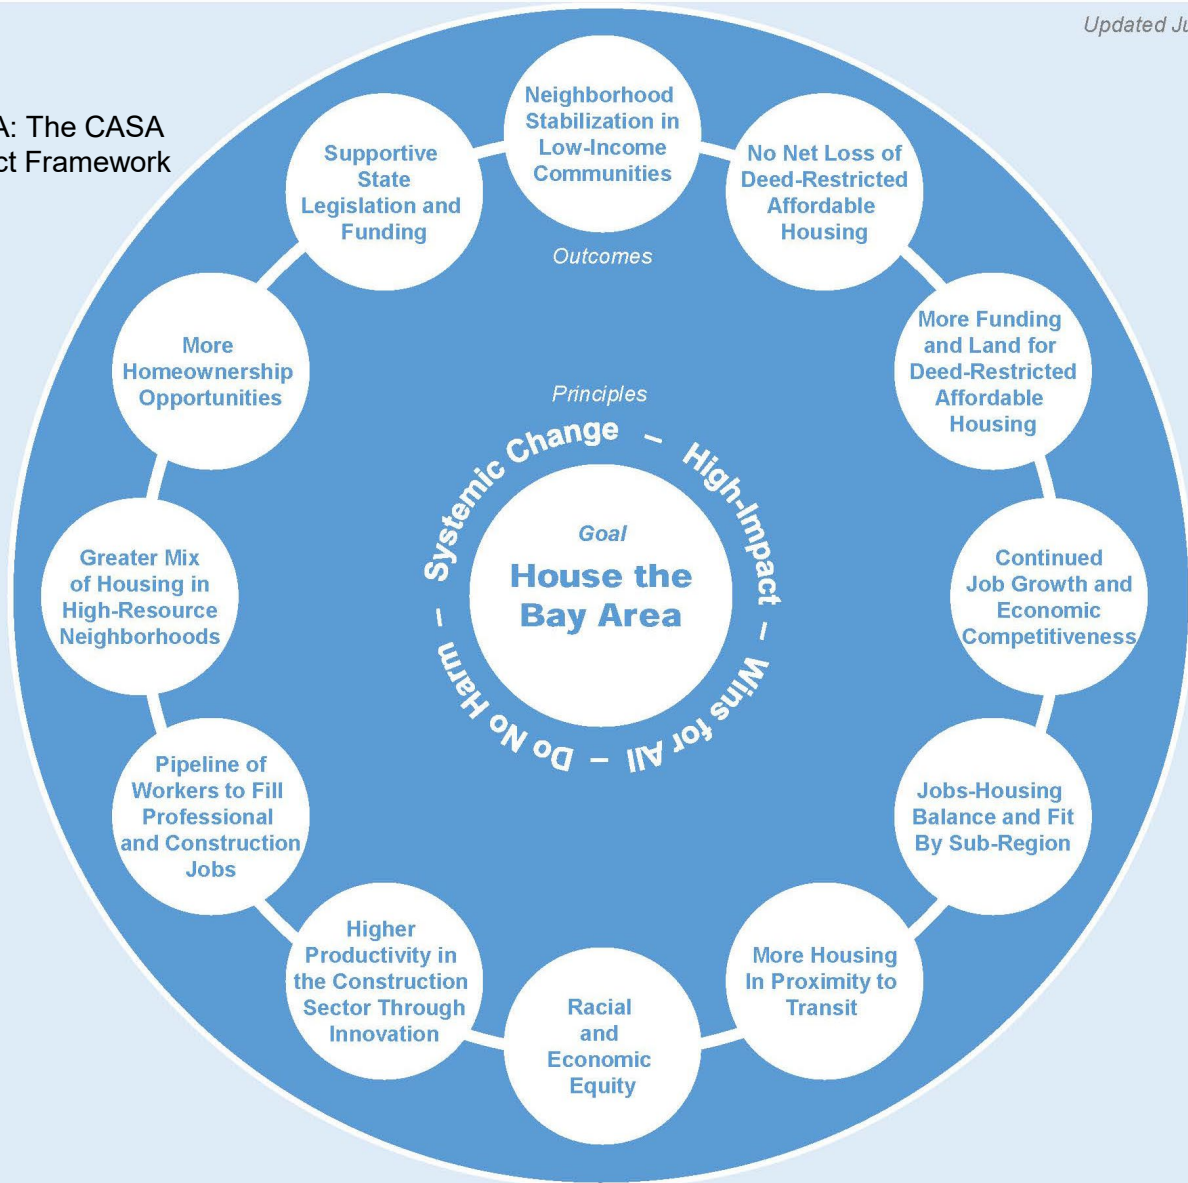 Updated Ju
A: The CASA
ct Framework
Neighborhood
Stabilization in
Low-Income
Communities
No Net Loss of
Deed-Restricted
Affordable
Housing
More Funding
and Land for
Deed-Restricted
Affordable
Housing
Continued
Job Growth and
Economic
Competitiveness
Jobs-Housing
Balance and Fit
By Sub-Region
More Housing
In Proximity to
Transit
Racial
and
Economic
Equity
Higher
Productivity in
the Construction
Sector Through
Innovation
Pipeline of
Workers to Fill
Professional
and Construction
Jobs
Greater Mix
of Housing in
High-Resource
Neighborhoods
More
Homeownership
Opportunities
Supportive
State
Legislation and
Funding
Outcomes
Principles
Systemic Change – High-Impact – Wins for All – Do No Harm –
Goal
House the
Bay Area